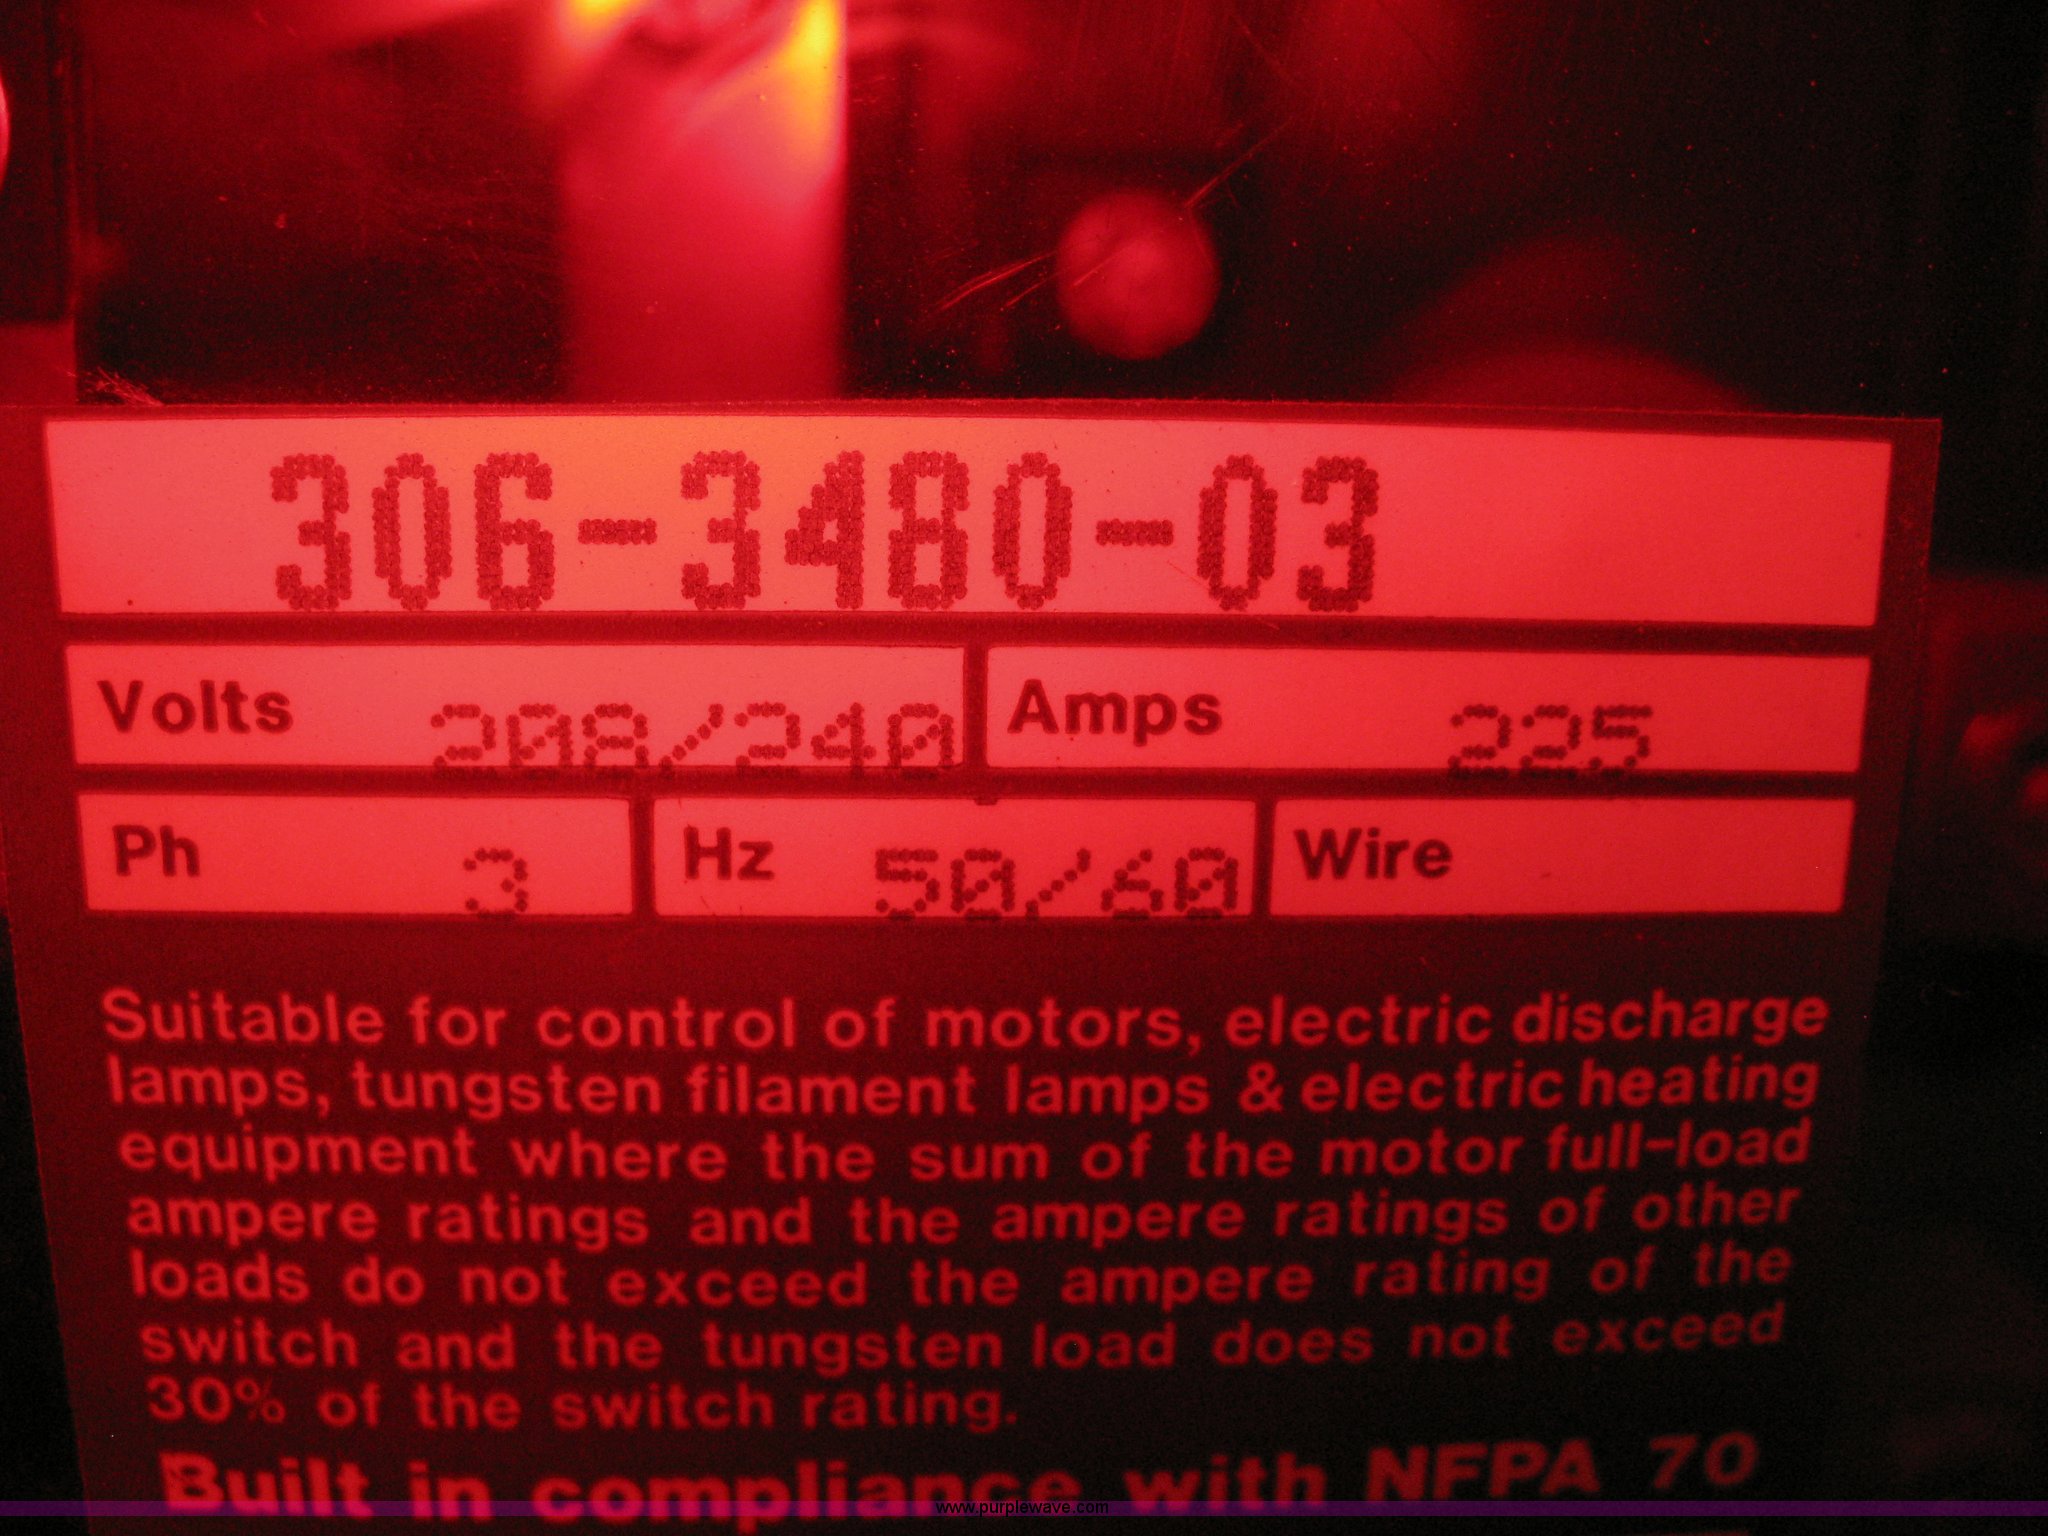 306-3480-03
Volts 208/240 Amps 225
Ph 3 Hz 50/60 Wire
Suitable for control of motors, electric discharge
lamps, tungsten filament lamps & electric heating
equipment where the sum of the motor full-load
ampere ratings and the ampere ratings of other
loads do not exceed the ampere rating of the
switch and the tungsten load does not exceed
30% of the switch rating.
Built in compliance with NFPA 70
www.purplewave.com